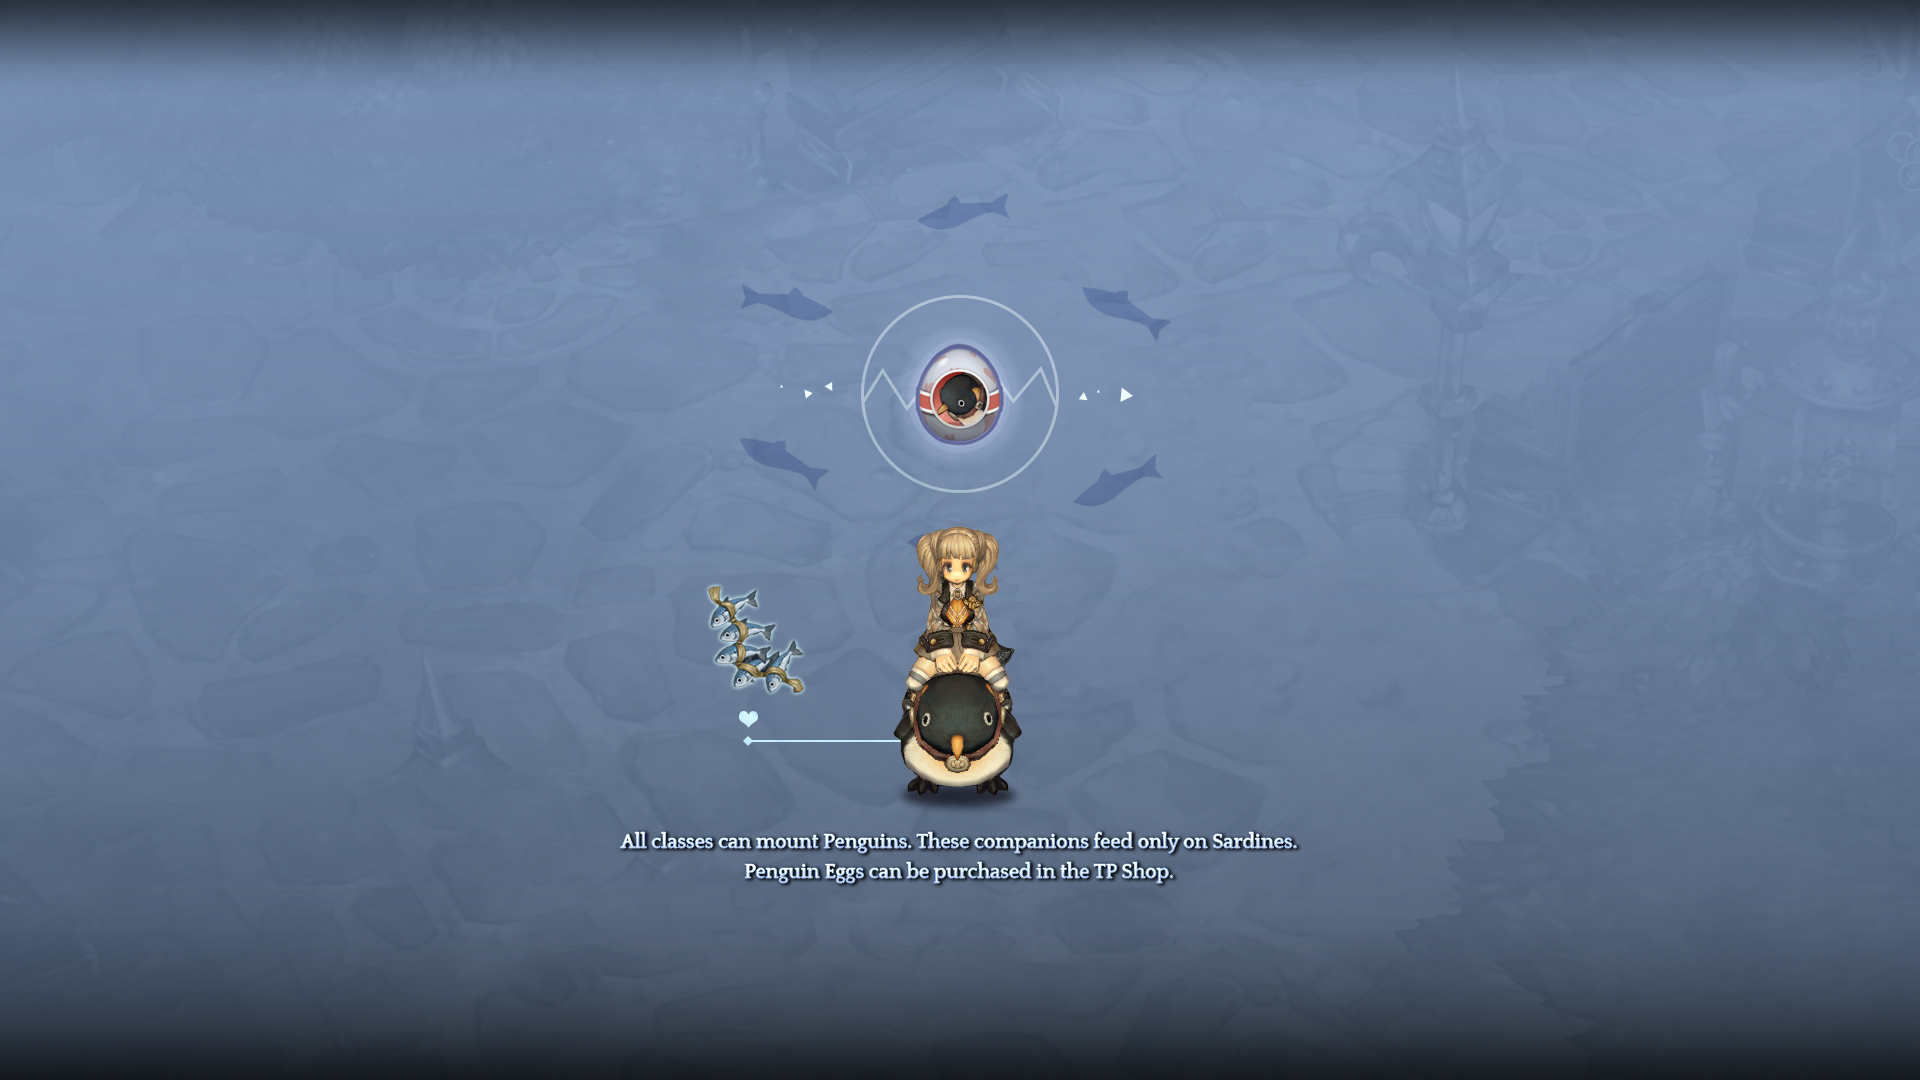 All classes can mount Penguins. These companions feed only on Sardines.
Penguin Eggs can be purchased in the TP Shop.